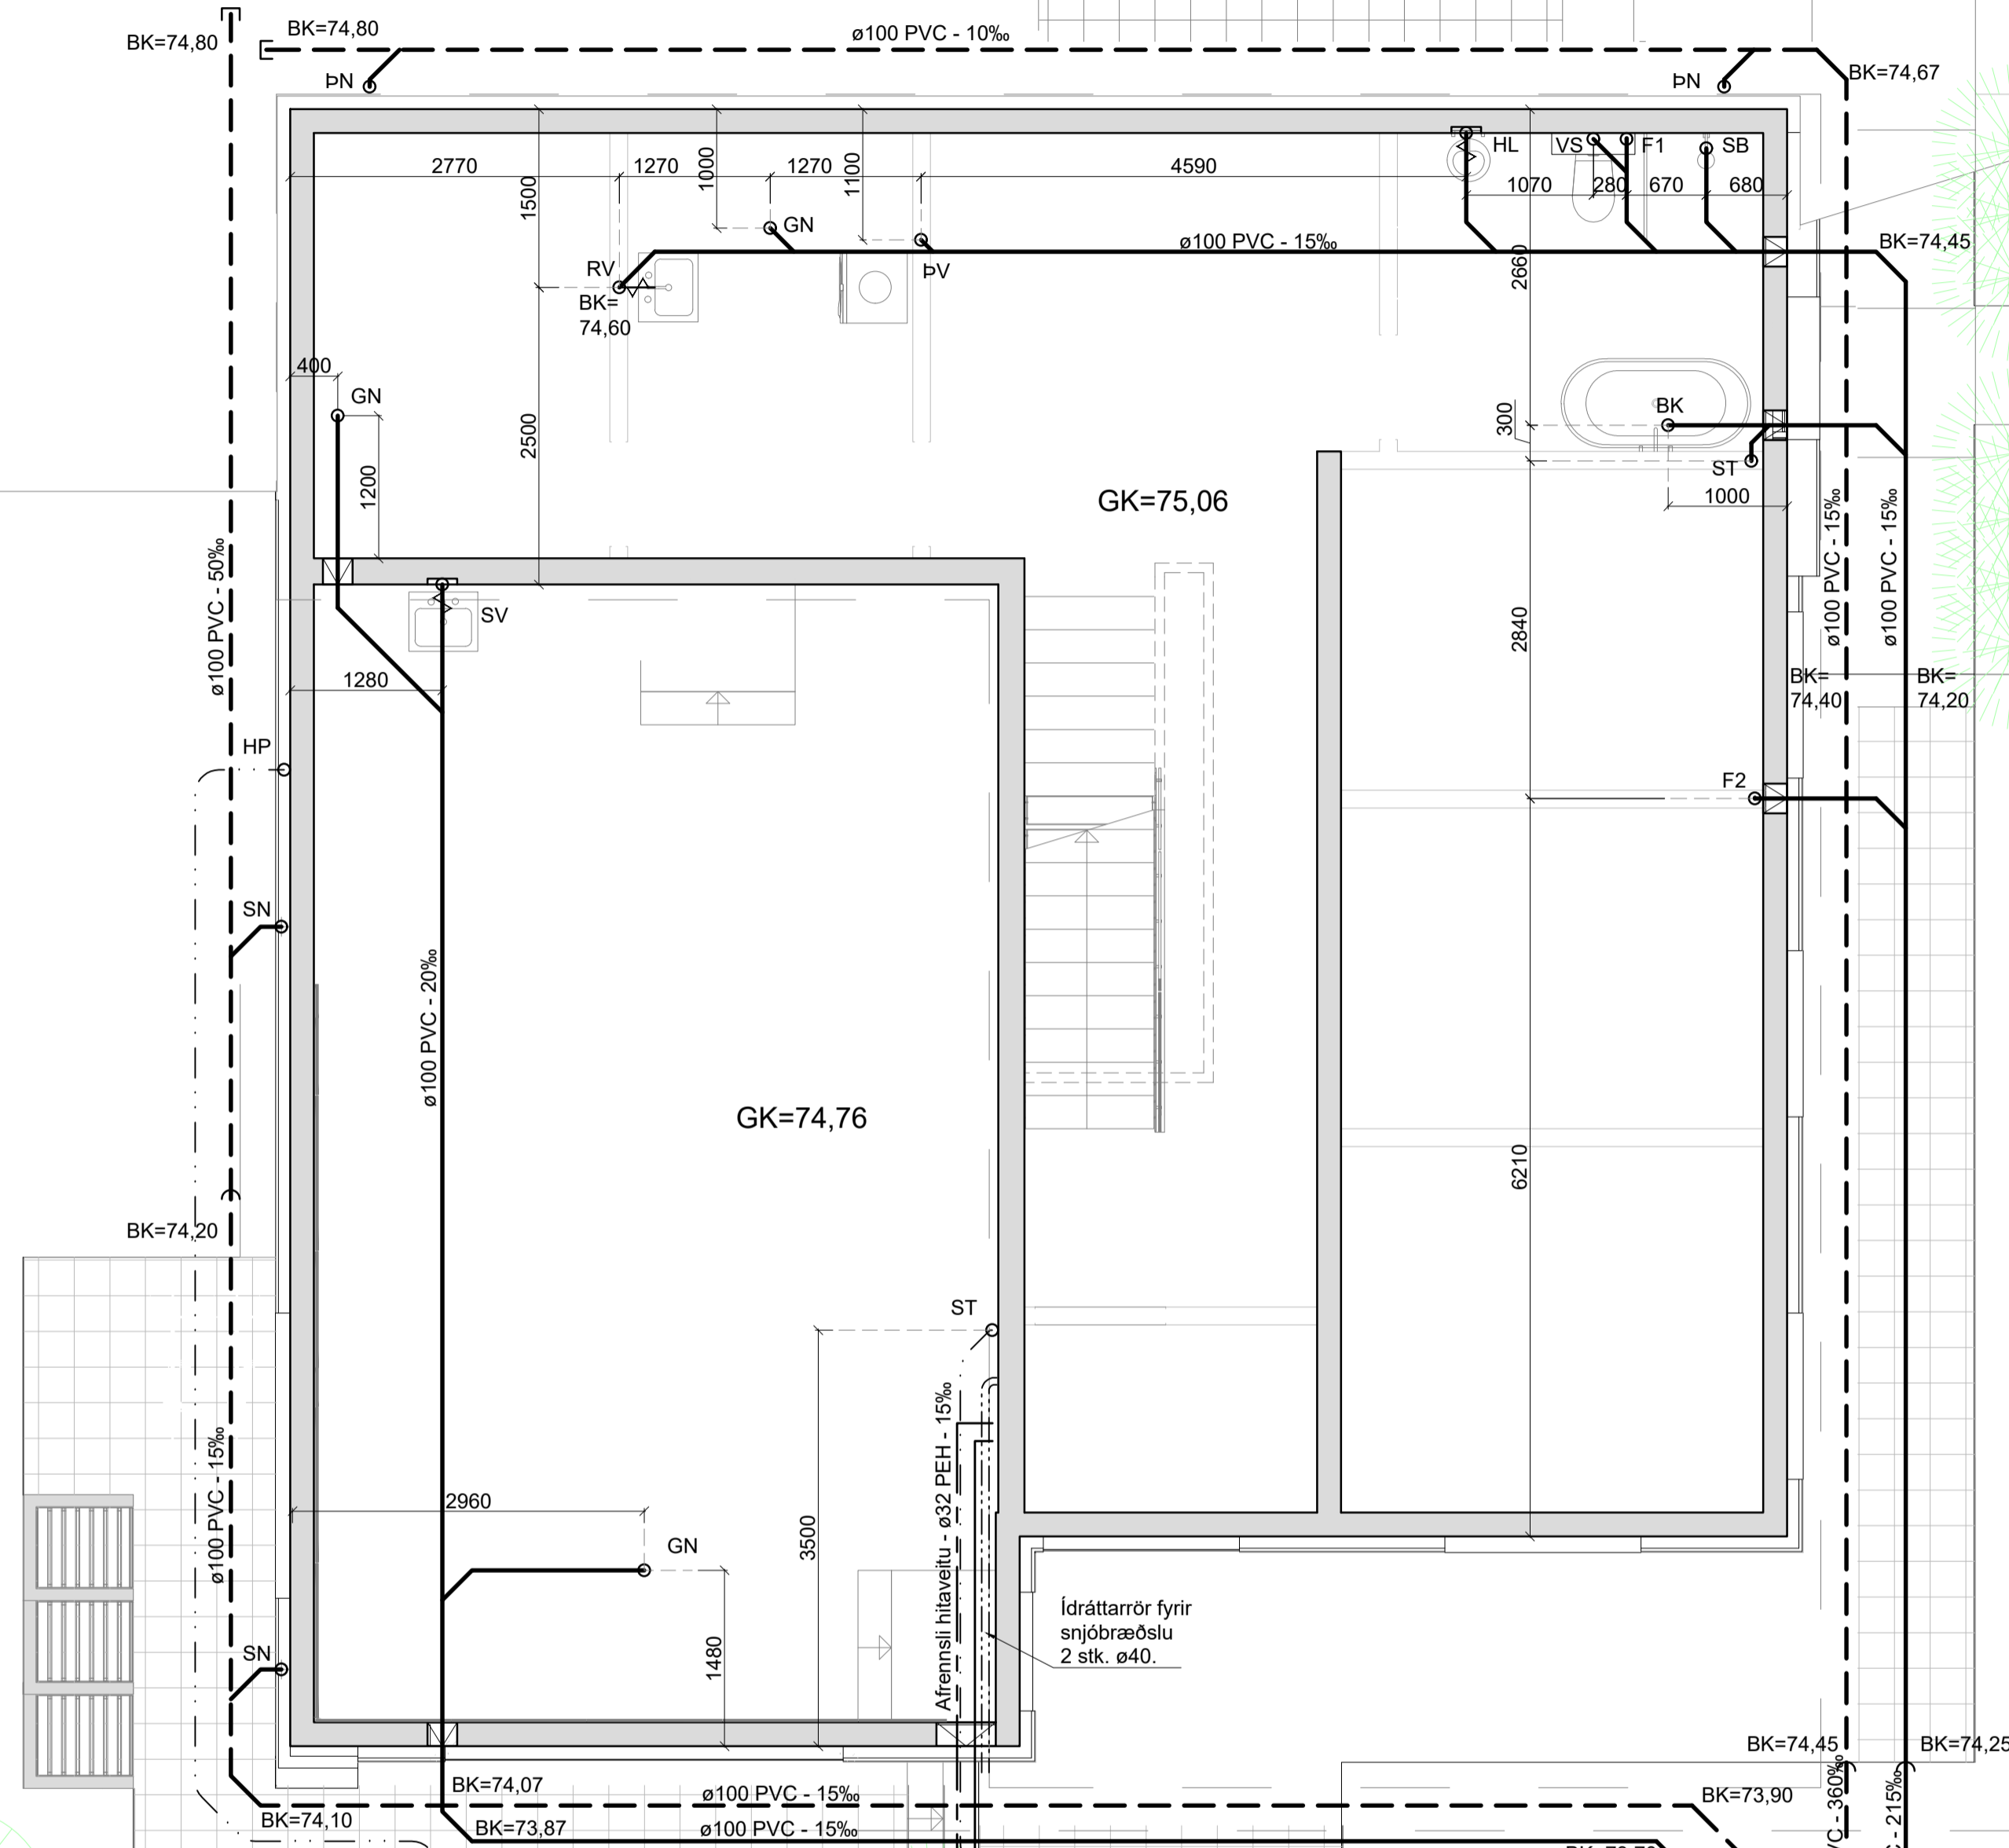 BK=74,80
BK=74,80
ø100 PVC - 10‰
ÞN
ÞN
BK=74,67
HL
VS
F1
SB
2770
1270
1270
4590
1500
1000
1100
1070
280
670
680
GN
ø100 PVC - 15‰
BK=74,45
RV
ÞV
BK=
74,60
2660
400
GN
1200
2500
300
BK
ST
1000
GK=75,06
ø100 PVC - 50‰
ø100 PVC - 15‰
ø100 PVC - 15‰
SV
2840
1280
BK=
74,40
BK=
74,20
HP
F2
SN
ø100 PVC - 20‰
GK=74,76
6210
BK=74,20
ST
ø100 PVC - 15‰
Afrennsli hitaveitu - ø32 PEH - 15‰
2960
3500
GN
1480
Ídráttarrör fyrir
snjóbræðslu
2 stk. ø40.
SN
BK=74,45
BK=74,25
BK=74,07
ø100 PVC - 15‰
BK=73,90
BK=74,10
BK=73,87
ø100 PVC - 15‰
VC - 360‰
C - 215‰